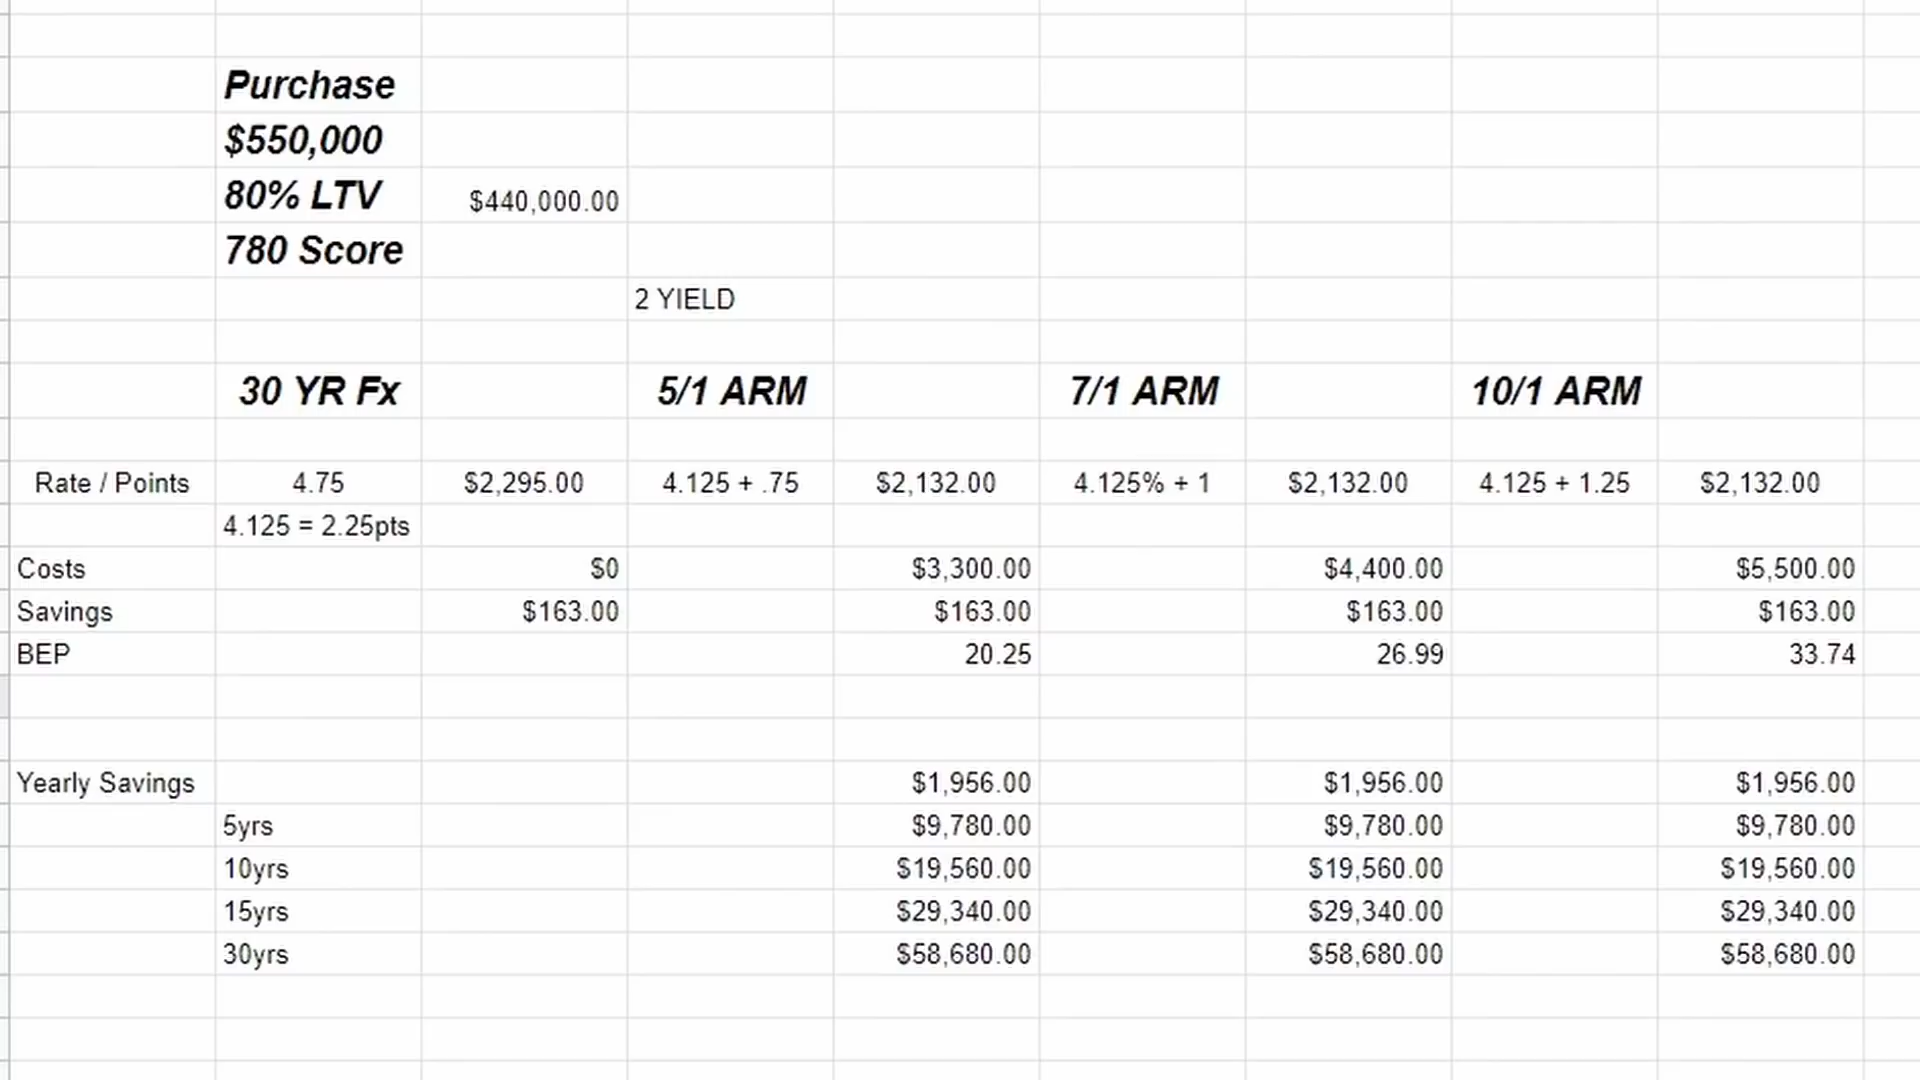 Purchase
$550,000
80% LTV $440,000.00
780 Score
2 YIELD
30 YR Fx 5/1 ARM 7/1 ARM 10/1 ARM
Rate / Points 4.75 $2,295.00 4.125 + .75 $2,132.00 4.125% + 1 $2,132.00 4.125 + 1.25 $2,132.00
4.125 = 2.25pts
Costs $0 $3,300.00 $4,400.00 $5,500.00
Savings $163.00 $163.00 $163.00 $163.00
BEP 20.25 26.99 33.74
Yearly Savings $1,956.00 $1,956.00 $1,956.00
5yrs $9,780.00 $9,780.00 $9,780.00
10yrs $19,560.00 $19,560.00 $19,560.00
15yrs $29,340.00 $29,340.00 $29,340.00
30yrs $58,680.00 $58,680.00 $58,680.00